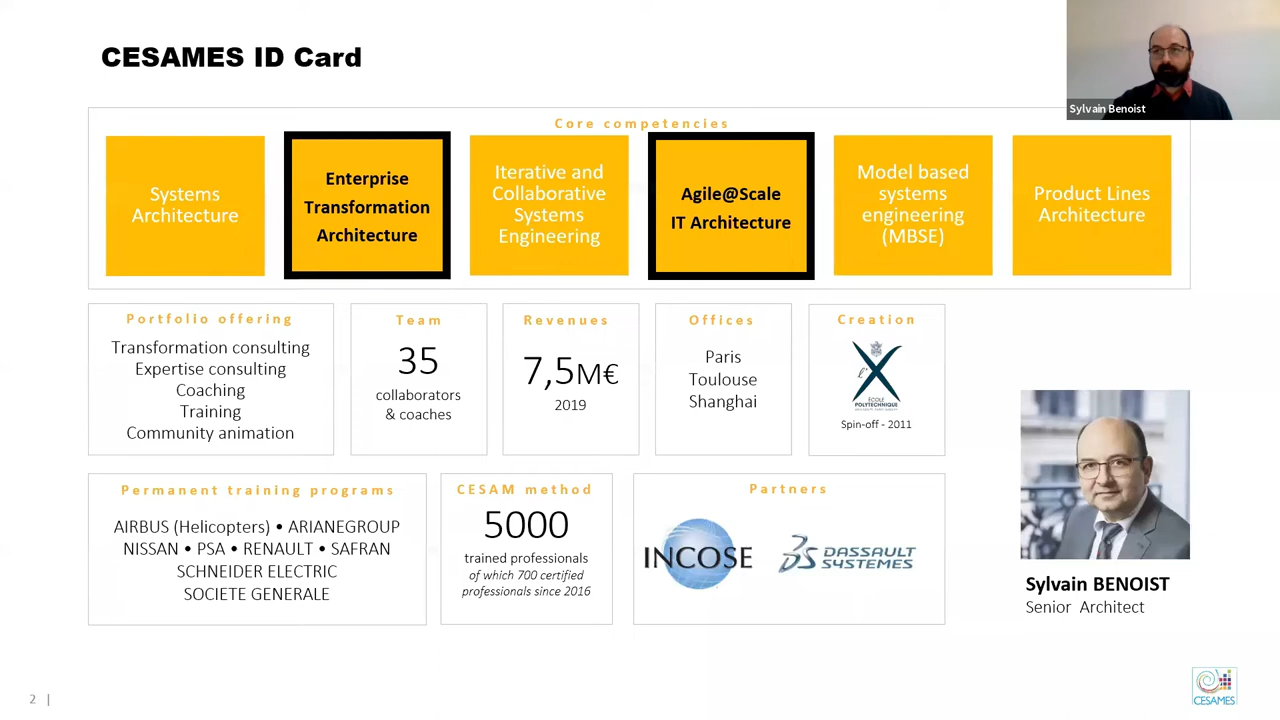 CESAMES ID Card
Sylvain Benoist
Core competencies
Systems
Architecture
Enterprise
Transformation
Architecture
Iterative and
Collaborative
Systems
Engineering
Agile@Scale
IT Architecture
Model based
systems
engineering
(MBSE)
Product Lines
Architecture
Portfolio offering
Transformation consulting
Expertise consulting
Coaching
Training
Community animation
Team
35
collaborators
& coaches
Revenues
7,5M€
2019
Offices
Paris
Toulouse
Shanghai
Creation
l'X
ÉCOLE
POLYTECHNIQUE
Spin-off - 2011
Permanent training programs
AIRBUS (Helicopters) • ARIANEGROUP
NISSAN • PSA • RENAULT • SAFRAN
SCHNEIDER ELECTRIC
SOCIETE GENERALE
CESAM method
5000
trained professionals
of which 700 certified
professionals since 2016
Partners
INCOSE
DASSAULT
SYSTEMES
Sylvain BENOIST
Senior Architect
2 |
CESAMES